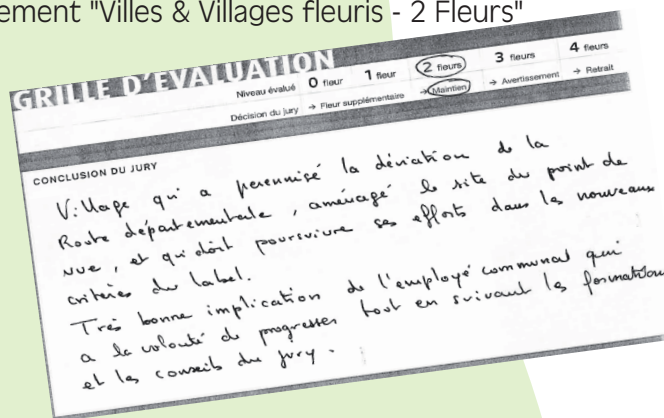 ement "Villes & Villages fleuris - 2 Fleurs"
GRILLE D'EVALUATION
Niveau évalué 0 fleur 1 fleur 2 fleurs 3 fleurs 4 fleurs
Décision du jury → Fleur supplémentaire → Maintien → Avertissement → Retrait
CONCLUSION DU JURY
Village qui a perennisé la déviation de la
Route départementale, aménagé le site du point de
vue, et qui doit poursuivre ses efforts dans les nouveaux
critères du label.
Très bonne implication de l'employé communal qui
a la volonté de progresser tout en suivant les formations
et les conseils du jury.